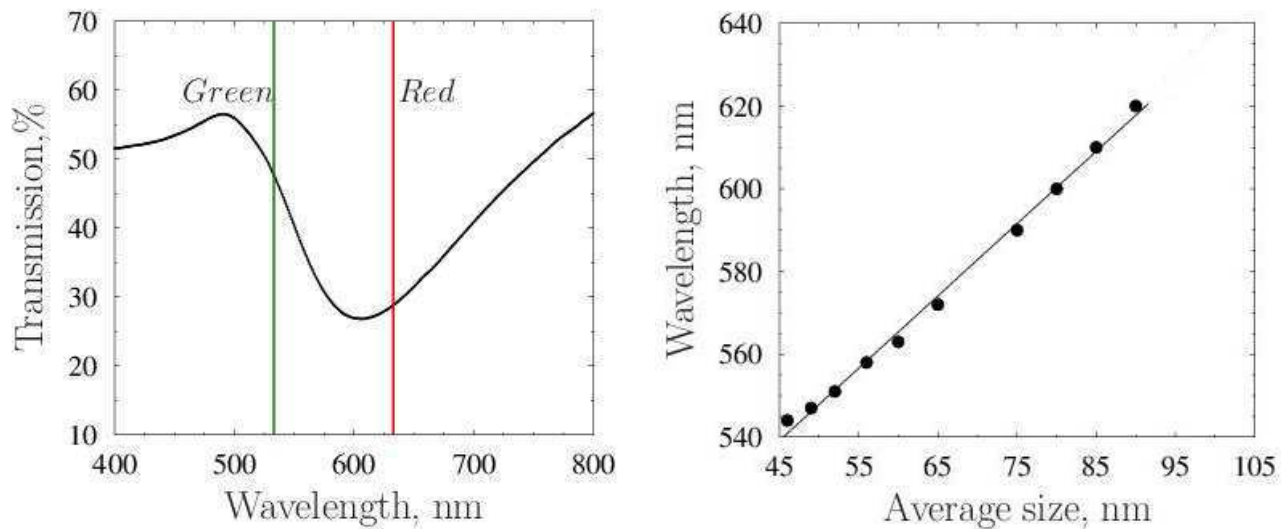 70
60
50
40
30
20
10
Transmission,%
Green
Red
400 500 600 700 800
Wavelength, nm
640
620
600
580
560
540
Wavelength, nm
45 55 65 75 85 95 105
Average size, nm